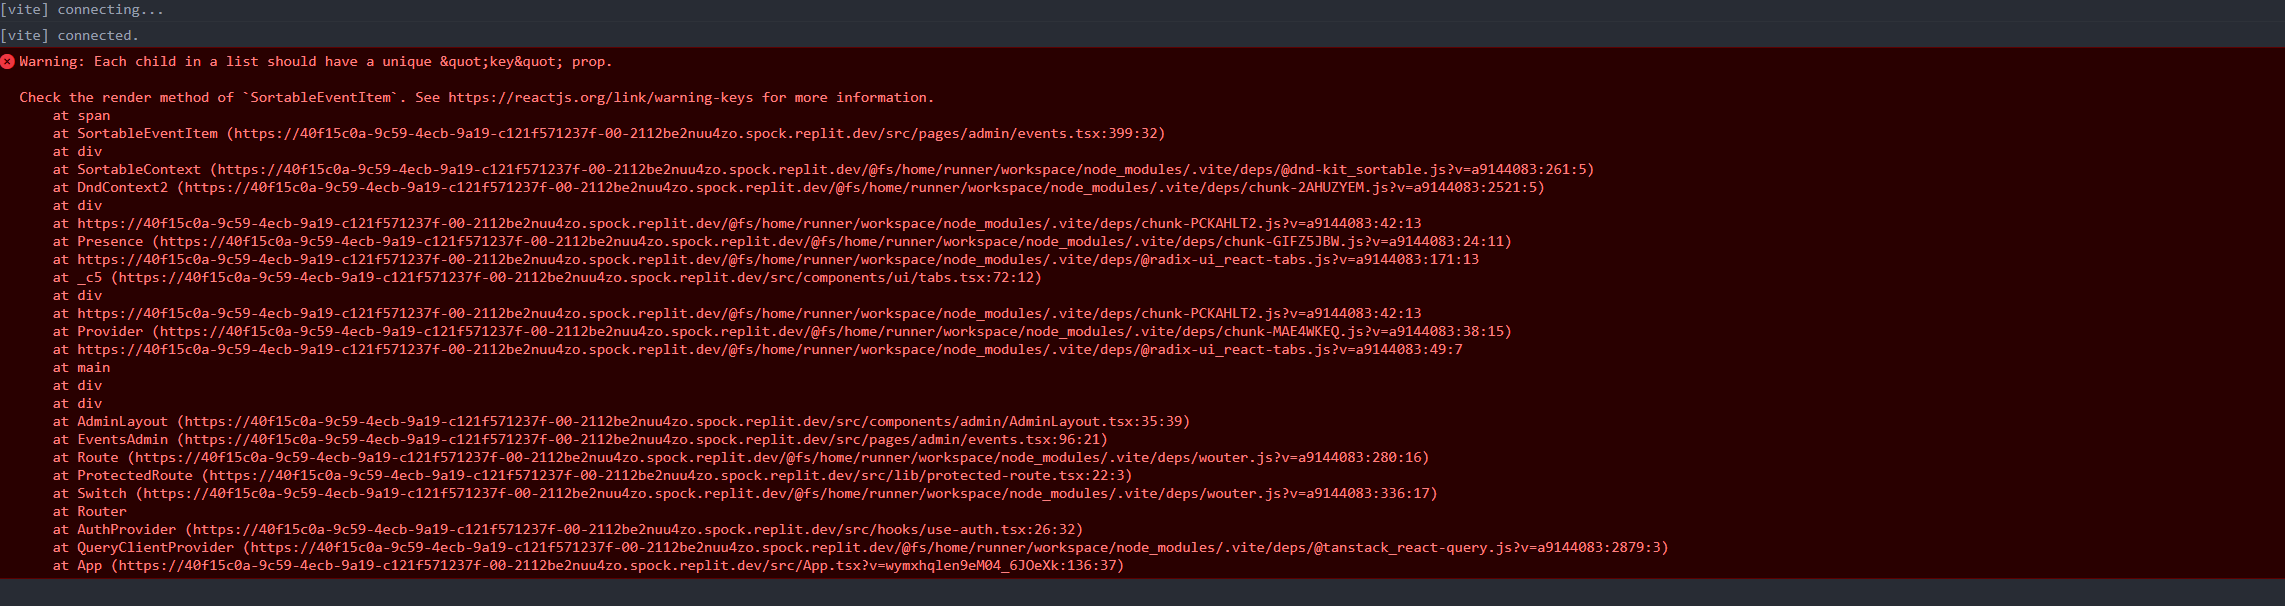 [vite] connecting...
[vite] connected.
Warning: Each child in a list should have a unique &quot;key&quot; prop.
Check the render method of `SortableEventItem`. See https://reactjs.org/link/warning-keys for more information.
at span
at SortableEventItem (https://40f15c0a-9c59-4ecb-9a19-c121f571237f-00-2112be2nuu4zo.spock.replit.dev/src/pages/admin/events.tsx:399:32)
at div
at SortableContext (https://40f15c0a-9c59-4ecb-9a19-c121f571237f-00-2112be2nuu4zo.spock.replit.dev/@fs/home/runner/workspace/node_modules/.vite/deps/@dnd-kit_sortable.js?v=a9144083:261:5)
at DndContext2 (https://40f15c0a-9c59-4ecb-9a19-c121f571237f-00-2112be2nuu4zo.spock.replit.dev/@fs/home/runner/workspace/node_modules/.vite/deps/chunk-2AHUZYEM.js?v=a9144083:2521:5)
at div
at https://40f15c0a-9c59-4ecb-9a19-c121f571237f-00-2112be2nuu4zo.spock.replit.dev/@fs/home/runner/workspace/node_modules/.vite/deps/chunk-PCKAHLT2.js?v=a9144083:42:13
at Presence (https://40f15c0a-9c59-4ecb-9a19-c121f571237f-00-2112be2nuu4zo.spock.replit.dev/@fs/home/runner/workspace/node_modules/.vite/deps/chunk-GIFZ5JBW.js?v=a9144083:24:11)
at https://40f15c0a-9c59-4ecb-9a19-c121f571237f-00-2112be2nuu4zo.spock.replit.dev/@fs/home/runner/workspace/node_modules/.vite/deps/@radix-ui_react-tabs.js?v=a9144083:171:13
at _c5 (https://40f15c0a-9c59-4ecb-9a19-c121f571237f-00-2112be2nuu4zo.spock.replit.dev/src/components/ui/tabs.tsx:72:12)
at div
at https://40f15c0a-9c59-4ecb-9a19-c121f571237f-00-2112be2nuu4zo.spock.replit.dev/@fs/home/runner/workspace/node_modules/.vite/deps/chunk-PCKAHLT2.js?v=a9144083:42:13
at Provider (https://40f15c0a-9c59-4ecb-9a19-c121f571237f-00-2112be2nuu4zo.spock.replit.dev/@fs/home/runner/workspace/node_modules/.vite/deps/chunk-MAE4WKEQ.js?v=a9144083:38:15)
at https://40f15c0a-9c59-4ecb-9a19-c121f571237f-00-2112be2nuu4zo.spock.replit.dev/@fs/home/runner/workspace/node_modules/.vite/deps/@radix-ui_react-tabs.js?v=a9144083:49:7
at main
at div
at div
at AdminLayout (https://40f15c0a-9c59-4ecb-9a19-c121f571237f-00-2112be2nuu4zo.spock.replit.dev/src/components/admin/AdminLayout.tsx:35:39)
at EventsAdmin (https://40f15c0a-9c59-4ecb-9a19-c121f571237f-00-2112be2nuu4zo.spock.replit.dev/src/pages/admin/events.tsx:96:21)
at Route (https://40f15c0a-9c59-4ecb-9a19-c121f571237f-00-2112be2nuu4zo.spock.replit.dev/@fs/home/runner/workspace/node_modules/.vite/deps/wouter.js?v=a9144083:280:16)
at ProtectedRoute (https://40f15c0a-9c59-4ecb-9a19-c121f571237f-00-2112be2nuu4zo.spock.replit.dev/src/lib/protected-route.tsx:22:3)
at Switch (https://40f15c0a-9c59-4ecb-9a19-c121f571237f-00-2112be2nuu4zo.spock.replit.dev/@fs/home/runner/workspace/node_modules/.vite/deps/wouter.js?v=a9144083:336:17)
at Router
at AuthProvider (https://40f15c0a-9c59-4ecb-9a19-c121f571237f-00-2112be2nuu4zo.spock.replit.dev/src/hooks/use-auth.tsx:26:32)
at QueryClientProvider (https://40f15c0a-9c59-4ecb-9a19-c121f571237f-00-2112be2nuu4zo.spock.replit.dev/@fs/home/runner/workspace/node_modules/.vite/deps/@tanstack_react-query.js?v=a9144083:2879:3)
at App (https://40f15c0a-9c59-4ecb-9a19-c121f571237f-00-2112be2nuu4zo.spock.replit.dev/src/App.tsx?v=wymxhqlen9eM04_6JOeXk:136:37)